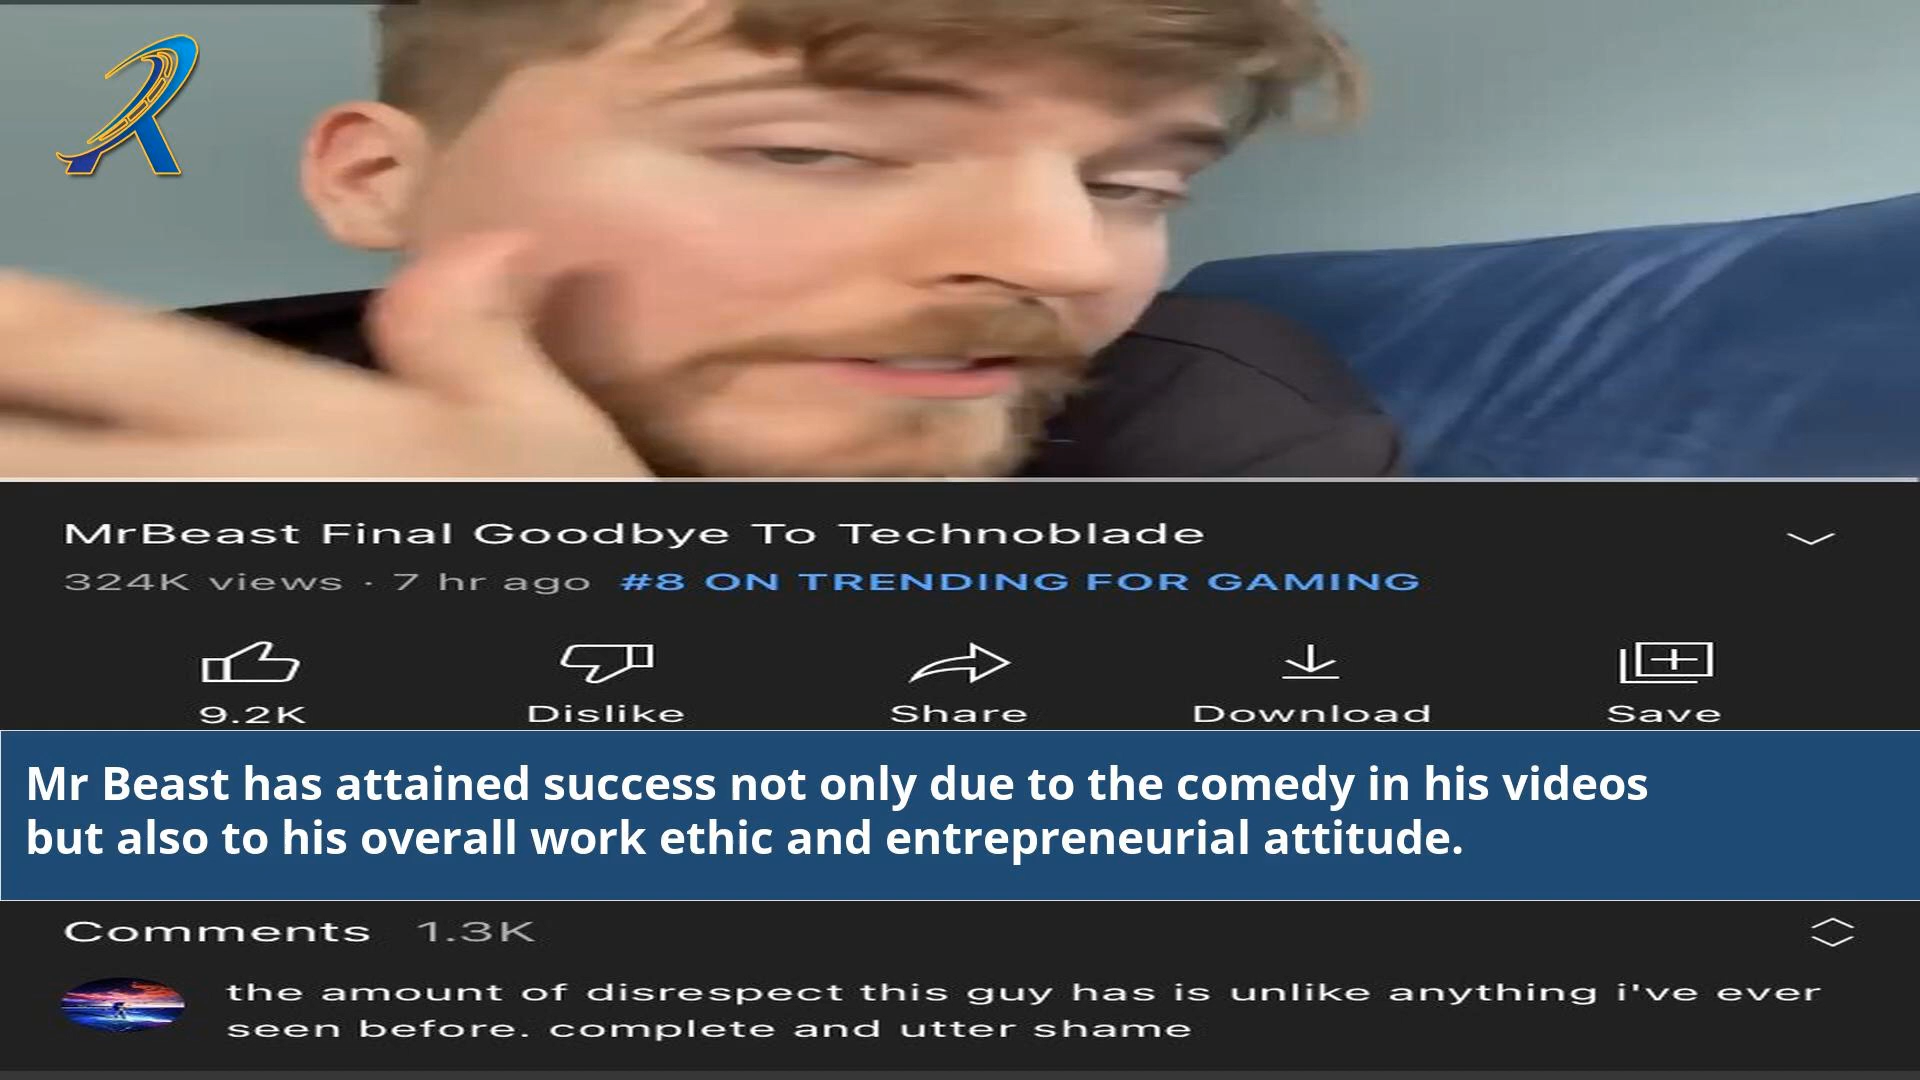 MrBeast Final Goodbye To Technoblade
324K views · 7 hr ago #8 ON TRENDING FOR GAMING
9.2K Dislike Share Download Save
Mr Beast has attained success not only due to the comedy in his videos
but also to his overall work ethic and entrepreneurial attitude.
Comments 1.3K
the amount of disrespect this guy has is unlike anything i've ever
seen before. complete and utter shame